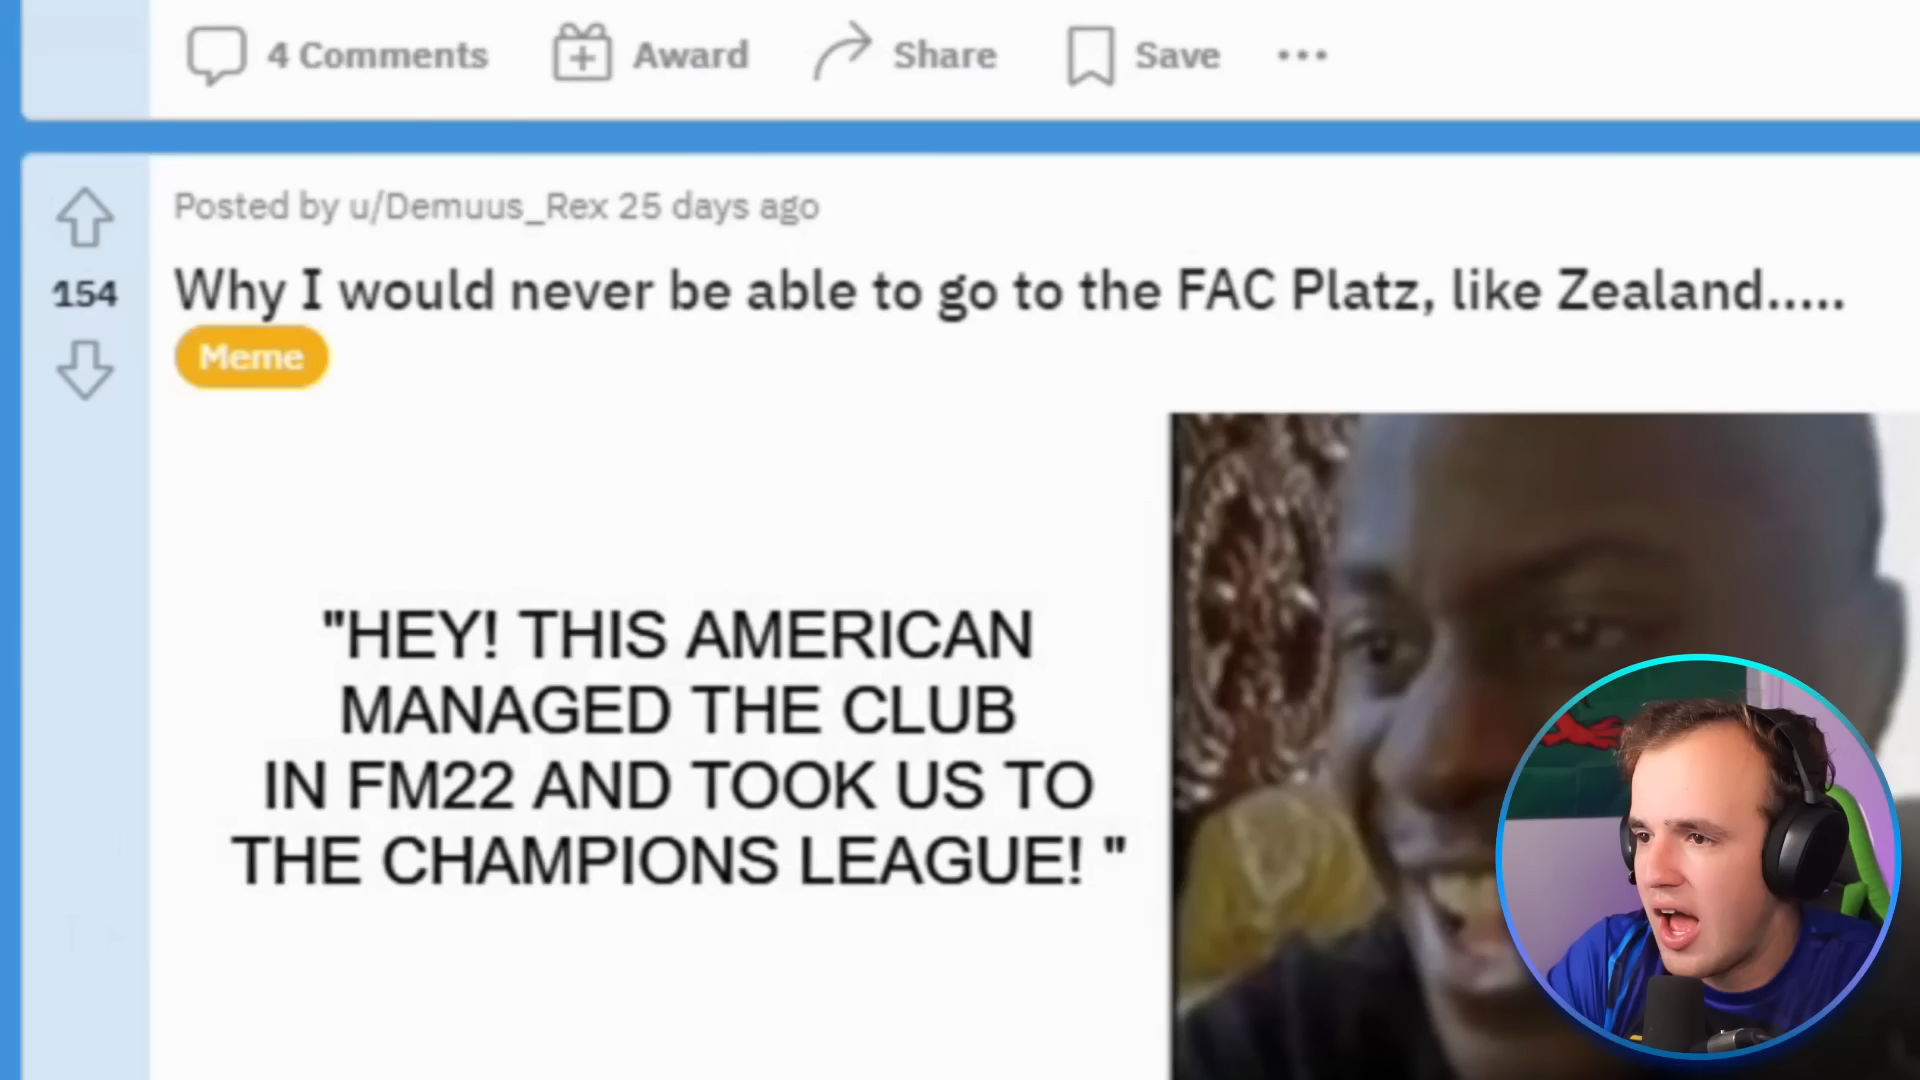 4 Comments Award Share Save
Posted by u/Demuus_Rex 25 days ago
154
Why I would never be able to go to the FAC Platz, like Zealand.....
Meme
"HEY! THIS AMERICAN
MANAGED THE CLUB
IN FM22 AND TOOK US TO
THE CHAMPIONS LEAGUE! "